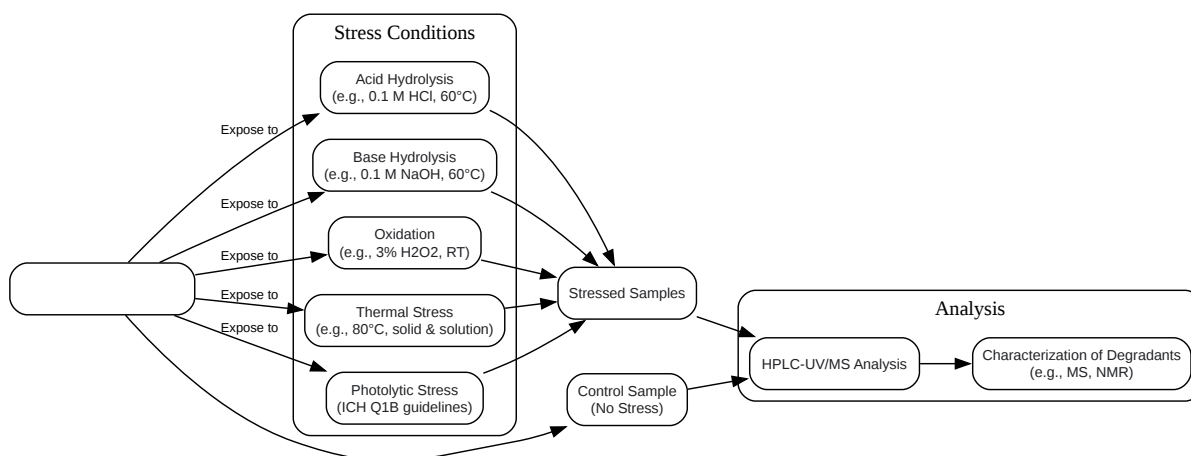 Stress Conditions
Acid Hydrolysis
(e.g., 0.1 M HCl, 60°C)
Expose to
Base Hydrolysis
(e.g., 0.1 M NaOH, 60°C)
Expose to
Oxidation
(e.g., 3% H2O2, RT)
Expose to
Thermal Stress
(e.g., 80°C, solid & solution)
Expose to
Photolytic Stress
(ICH Q1B guidelines)
Expose to
Stressed Samples
Control Sample
(No Stress)
Analysis
HPLC-UV/MS Analysis
Characterization of Degradants
(e.g., MS, NMR)